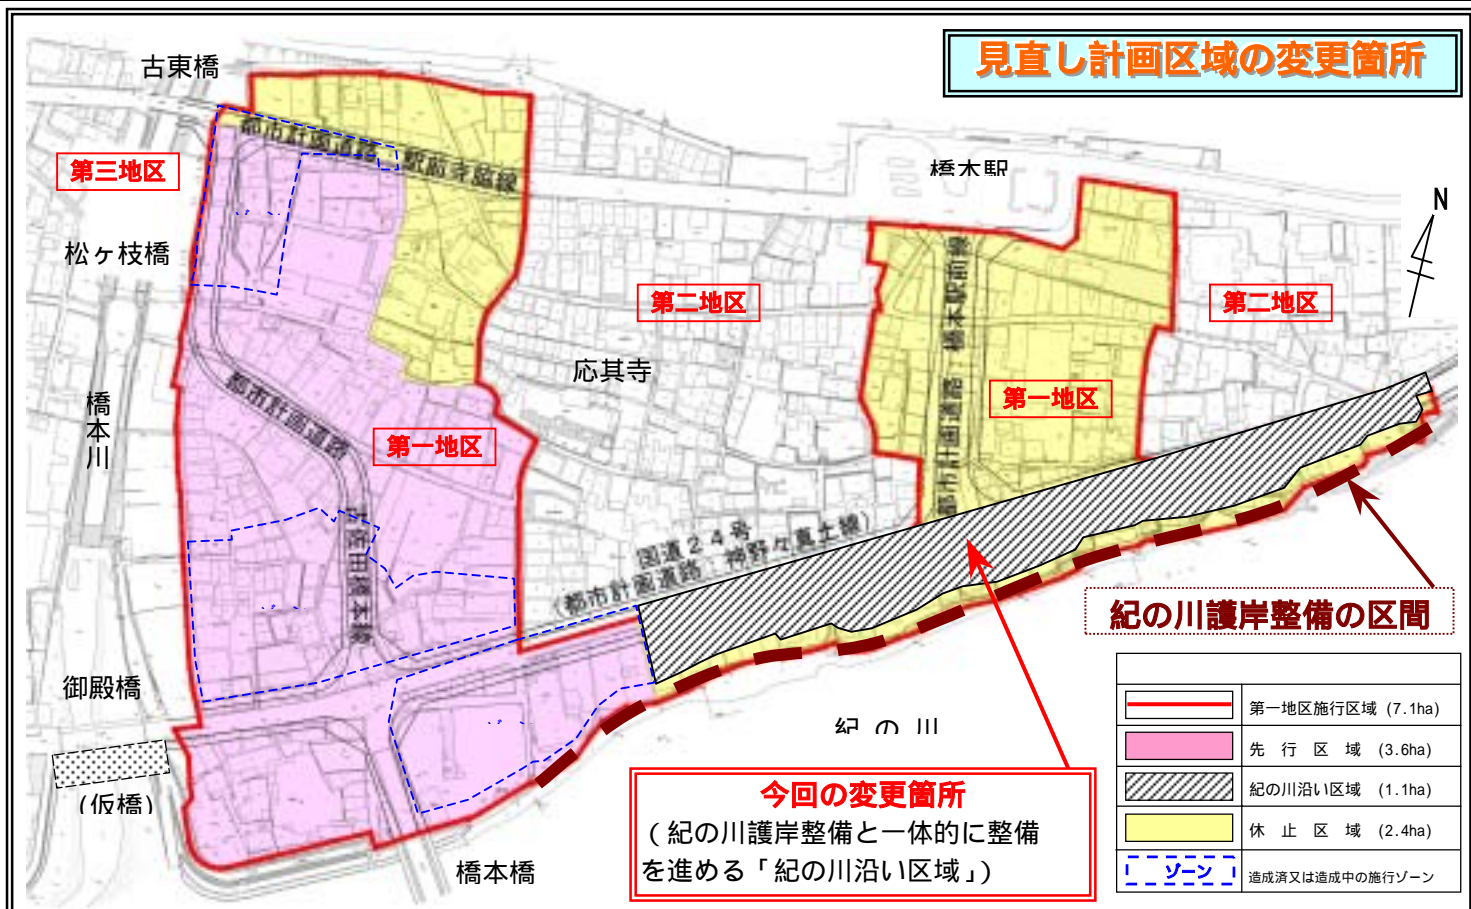 見直し計画区域の変更箇所
古東橋
都市計画道路 駅前寺脇線
第三地区
橋本駅
N
松ヶ枝橋
第二地区
第二地区
都市計画道路 橋本駅前線
応其寺
都市計画道路
古佐田橋本線
第一地区
第一地区
橋本川
国道24号
(都市計画道路 神野々真土線)
紀の川護岸整備の区間
御殿橋
紀の川
(仮橋)
橋本橋
今回の変更箇所
(紀の川護岸整備と一体的に整備
を進める「紀の川沿い区域」)
第一地区施行区域 (7.1ha)
先行区域 (3.6ha)
紀の川沿い区域 (1.1ha)
休止区域 (2.4ha)
ゾーン 造成済又は造成中の施行ゾーン